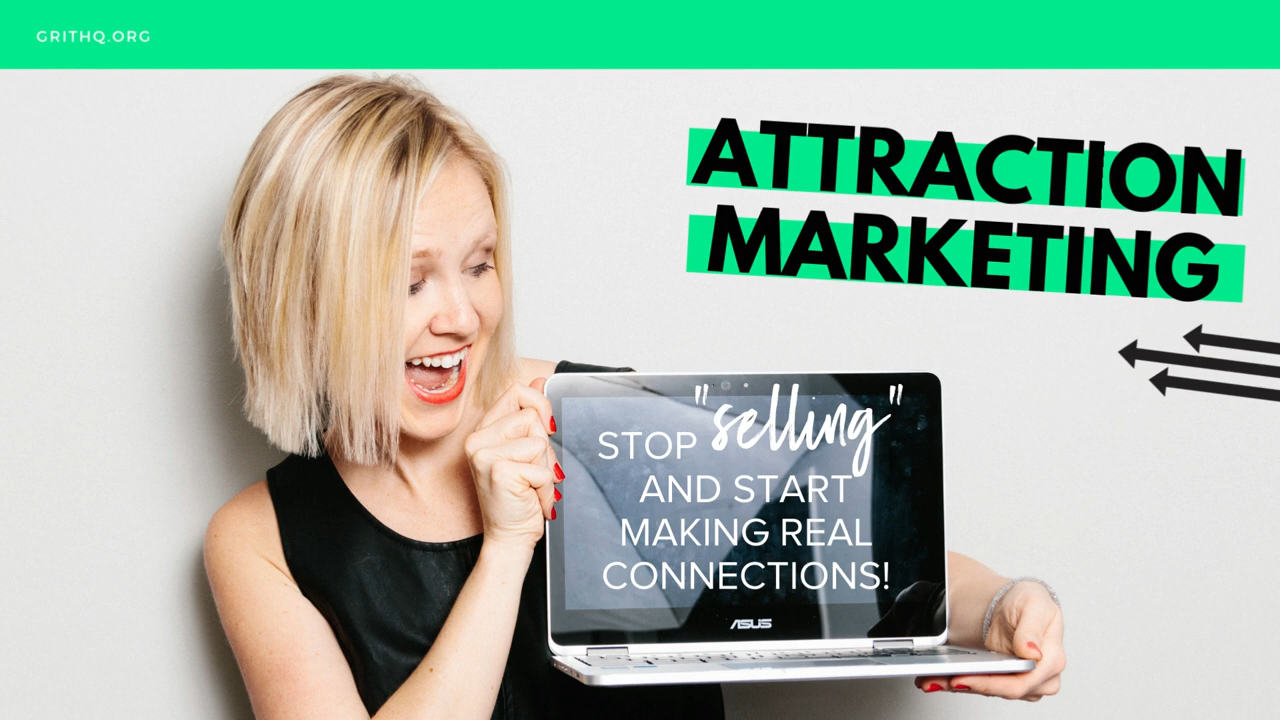 GRITHQ.ORG
ATTRACTION
MARKETING
STOP "selling"
AND START
MAKING REAL
CONNECTIONS!
ASUS